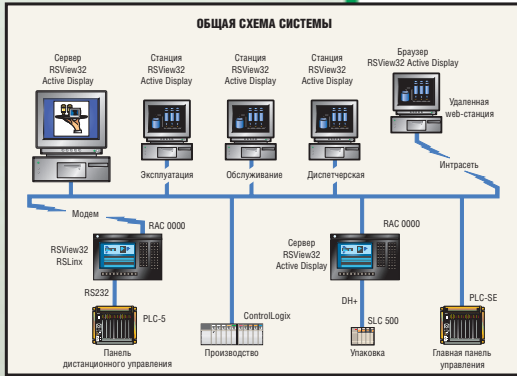 ОБЩАЯ СХЕМА СИСТЕМЫ
Сервер
RSView32
Active Display
Станция
RSView32
Active Display
Станция
RSView32
Active Display
Станция
RSView32
Active Display
Браузер
RSView32 Active Display
Удаленная
web-станция
Эксплуатация
Обслуживание
Диспетчерская
Интрасеть
Модем
RAC 0000
RSView32
RSLinx
RS232
PLC-5
Панель
дистанционного управления
ControlLogix
Производство
RAC 0000
Сервер
RSView32
Active Display
DH+
SLC 500
Упаковка
PLC-SE
Главная панель
управления